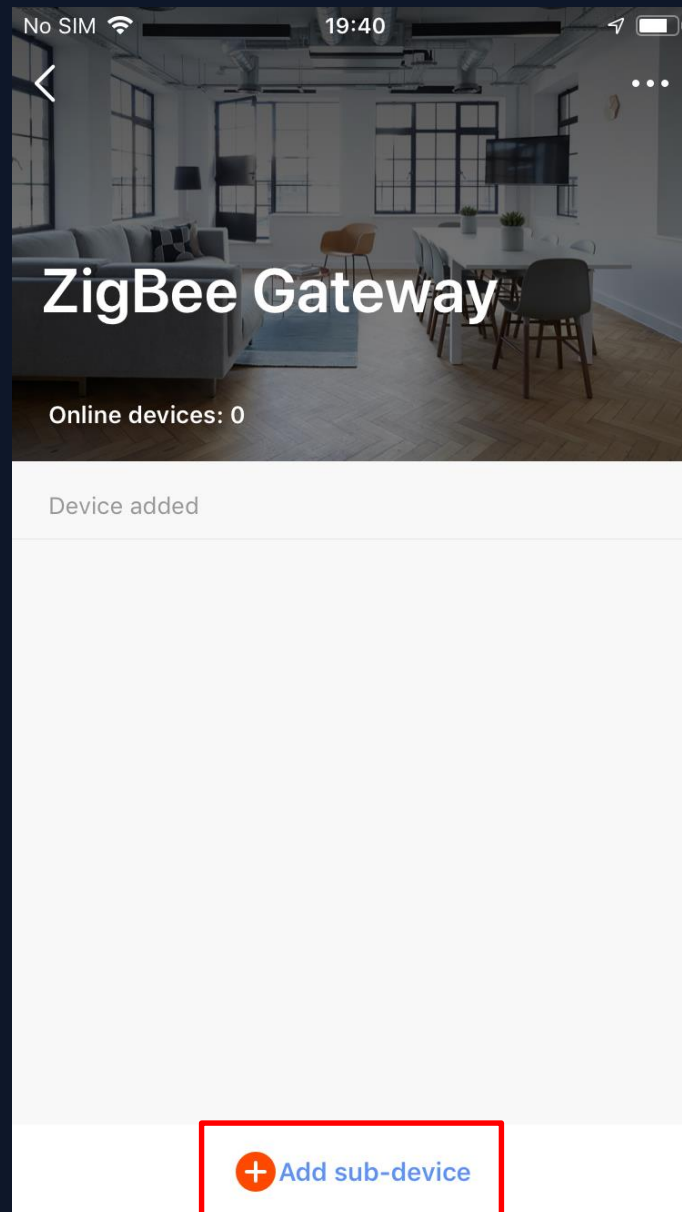 No SIM 19:40
ZigBee Gateway
Online devices: 0
Device added
Add sub-device